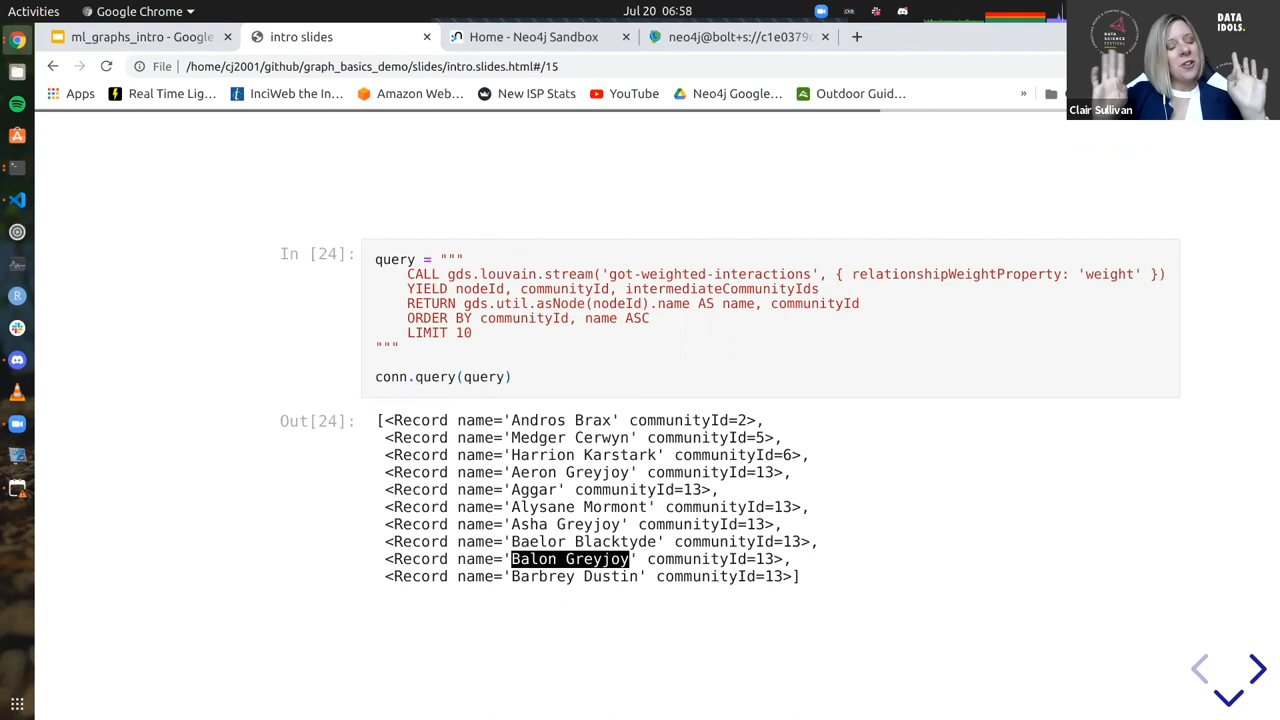 Activities
Google Chrome
Jul 20 06:58
ml_graphs_intro - Google
intro slides
Home - Neo4j Sandbox
neo4j@bolt+s://c1e0379c
File
/home/cj2001/github/graph_basics_demo/slides/intro.slides.html#/15
Apps
Real Time Lig...
InciWeb the In...
Amazon Web...
New ISP Stats
YouTube
Neo4j Google...
Outdoor Guid...
»
DATA SCIENCE FESTIVAL
DATA
IDOLS.
Clair Sullivan
In [24]:
query = """
CALL gds.louvain.stream('got-weighted-interactions', { relationshipWeightProperty: 'weight' })
YIELD nodeId, communityId, intermediateCommunityIds
RETURN gds.util.asNode(nodeId).name AS name, communityId
ORDER BY communityId, name ASC
LIMIT 10
"""
conn.query(query)
Out[24]:
[<Record name='Andros Brax' communityId=2>,
<Record name='Medger Cerwyn' communityId=5>,
<Record name='Harrion Karstark' communityId=6>,
<Record name='Aeron Greyjoy' communityId=13>,
<Record name='Aggar' communityId=13>,
<Record name='Alysane Mormont' communityId=13>,
<Record name='Asha Greyjoy' communityId=13>,
<Record name='Baelor Blacktyde' communityId=13>,
<Record name='Balon Greyjoy' communityId=13>,
<Record name='Barbrey Dustin' communityId=13>]